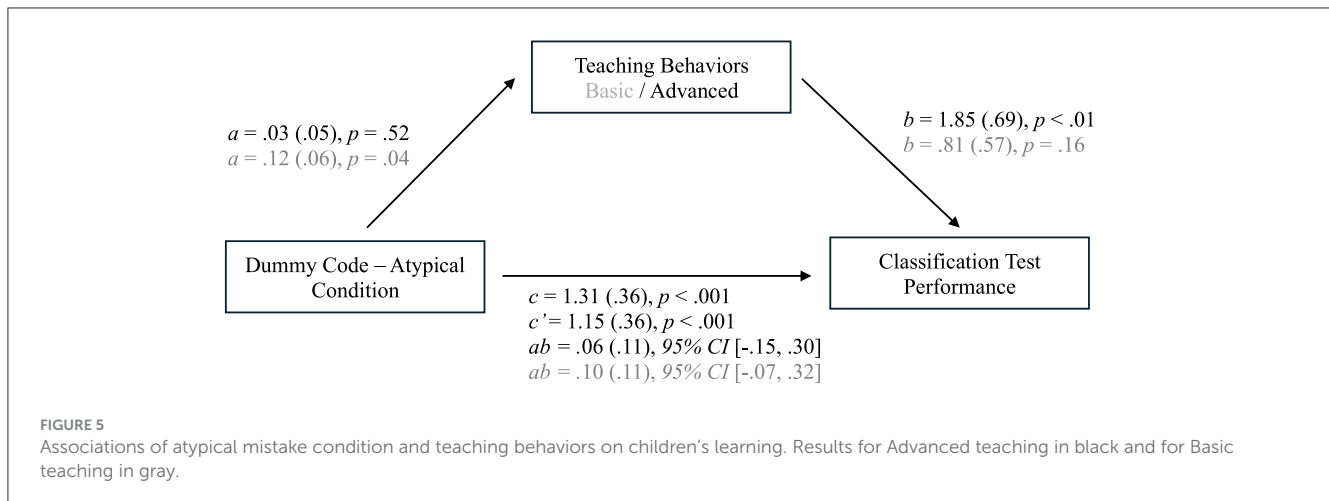 Teaching Behaviors
Basic / Advanced
a = .03 (.05), p = .52
a = .12 (.06), p = .04
b = 1.85 (.69), p < .01
b = .81 (.57), p = .16
Dummy Code – Atypical
Condition
Classification Test
Performance
c = 1.31 (.36), p < .001
c’= 1.15 (.36), p < .001
ab = .06 (.11), 95% CI [-.15, .30]
ab = .10 (.11), 95% CI [-.07, .32]
FIGURE 5
Associations of atypical mistake condition and teaching behaviors on children’s learning. Results for Advanced teaching in black and for Basic
teaching in gray.